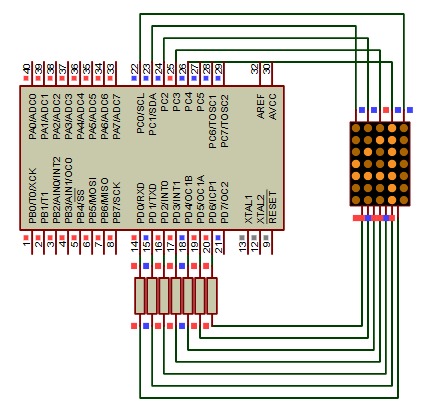 40 39 38 37 36 35 34 33 22 23 24 25 26 27 28 29 32 30
PA0/ADC0 PA1/ADC1 PA2/ADC2 PA3/ADC3 PA4/ADC4 PA5/ADC5 PA6/ADC6 PA7/ADC7 PC0/SCL PC1/SDA PC2 PC3 PC4 PC5 PC6/TOSC1 PC7/TOSC2 AREF AVCC
PB0/T0/XCK PB1/T1 PB2/AIN0/INT2 PB3/AIN1/OC0 PB4/SS PB5/MOSI PB6/MISO PB7/SCK PD0/RXD PD1/TXD PD2/INT0 PD3/INT1 PD4/OC1B PD5/OC1A PD6/ICP1 PD7/OC2 XTAL1 XTAL2 RESET
1 2 3 4 5 6 7 8 14 15 16 17 18 19 20 21 13 12 9